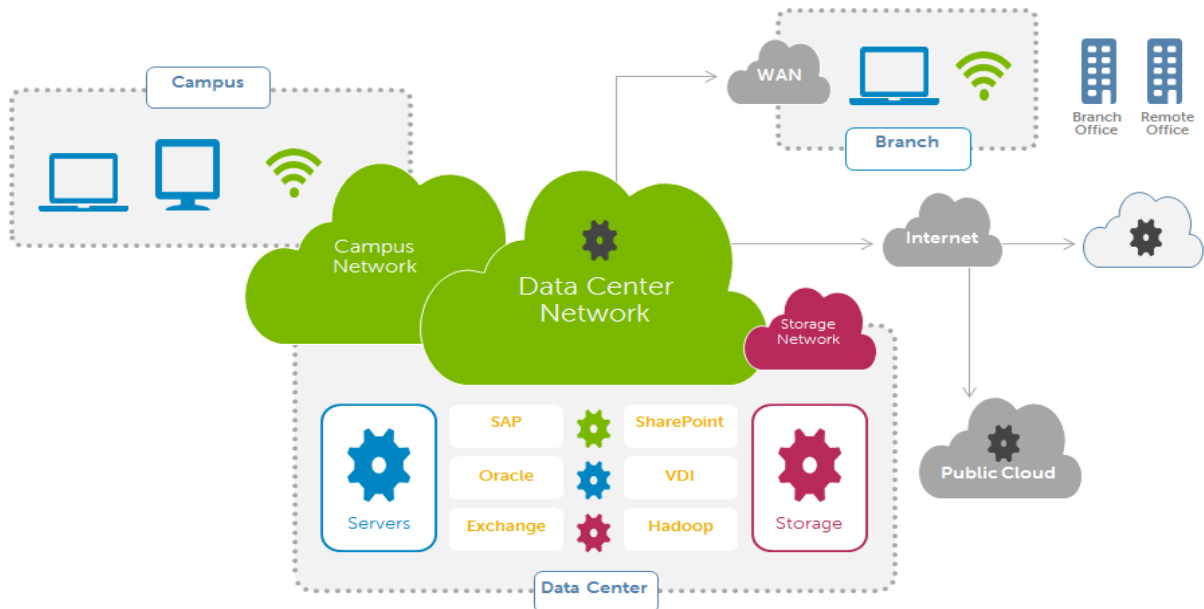 Campus
WAN
Branch
Branch
Office
Remote
Office
Campus
Network
Data Center
Network
Internet
Storage
Network
SAP
SharePoint
Oracle
VDI
Exchange
Hadoop
Servers
Storage
Public Cloud
Data Center